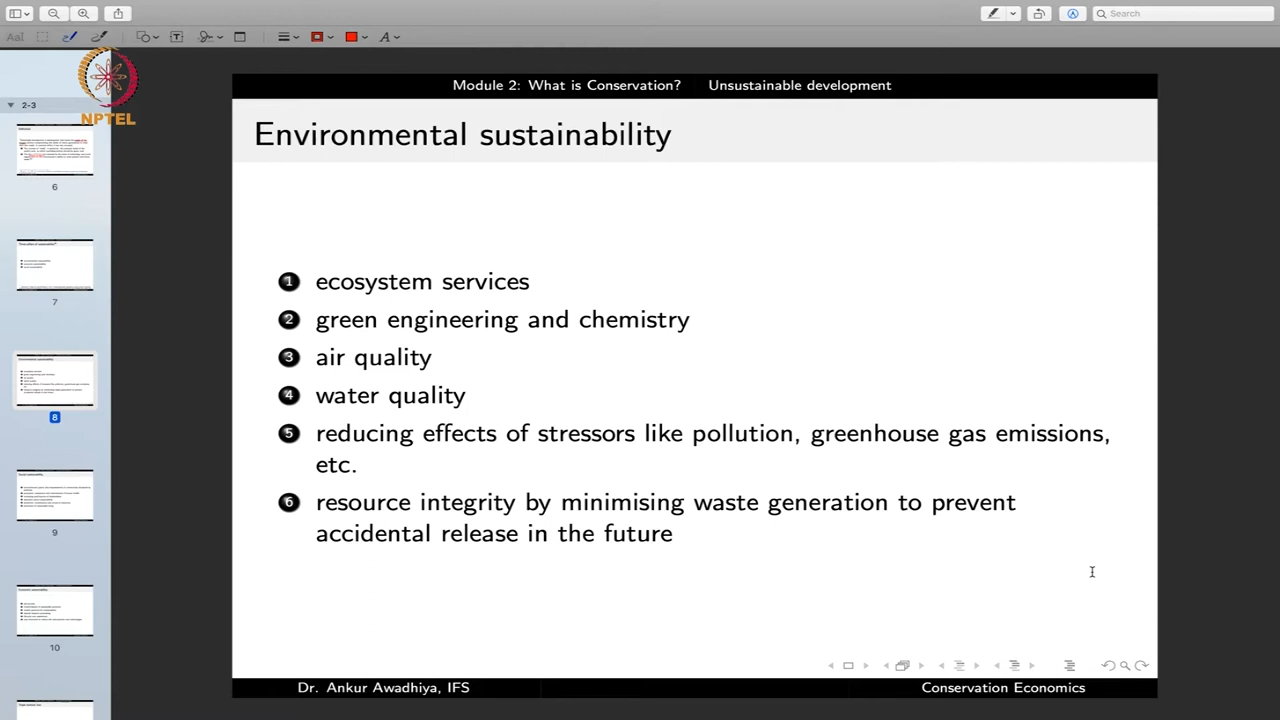 Search
NPTEL
2-3
6
7
8
9
10
Module 2: What is Conservation? Unsustainable development
Environmental sustainability
1 ecosystem services
2 green engineering and chemistry
3 air quality
4 water quality
5 reducing effects of stressors like pollution, greenhouse gas emissions,
etc.
6 resource integrity by minimising waste generation to prevent
accidental release in the future
Dr. Ankur Awadhiya, IFS Conservation Economics